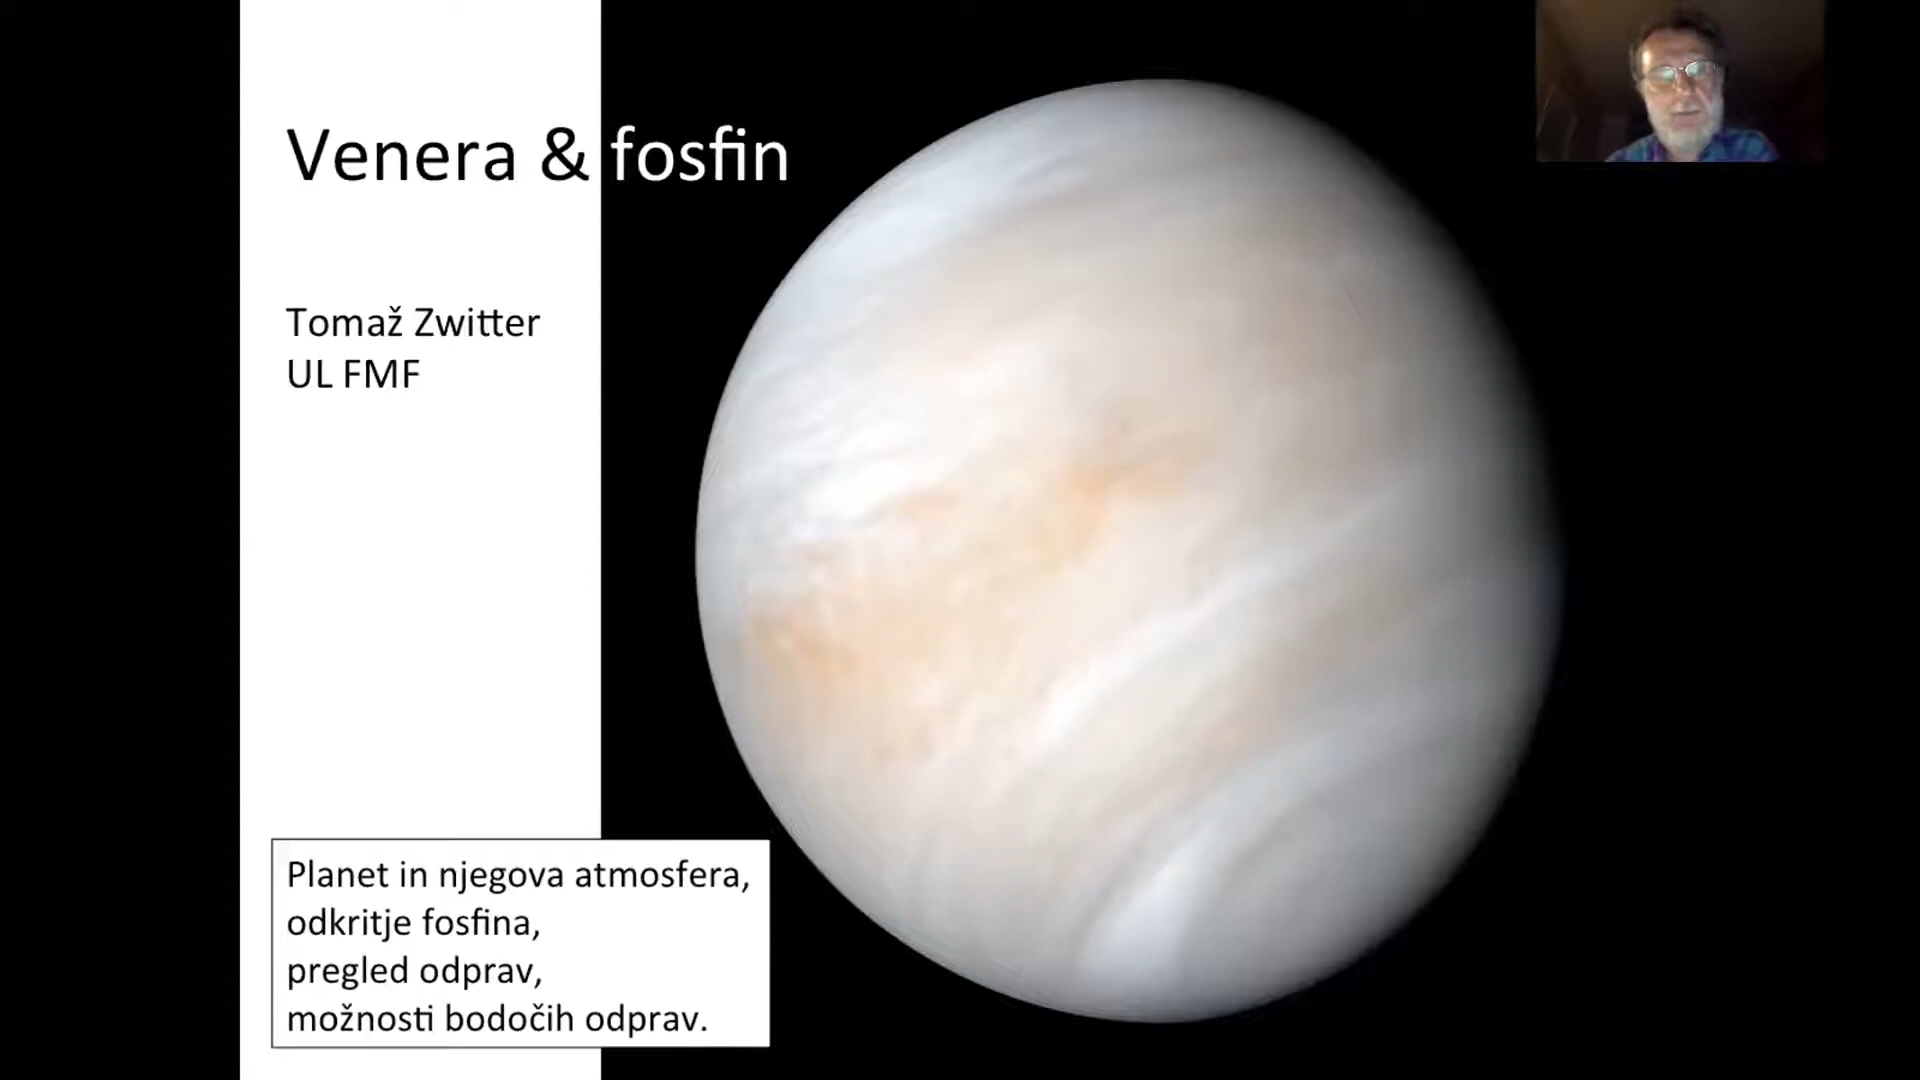 Venera & fosfin
Tomaž Zwitter
UL FMF
Planet in njegova atmosfera,
odkritje fosfina,
pregled odprav,
možnosti bodočih odprav.